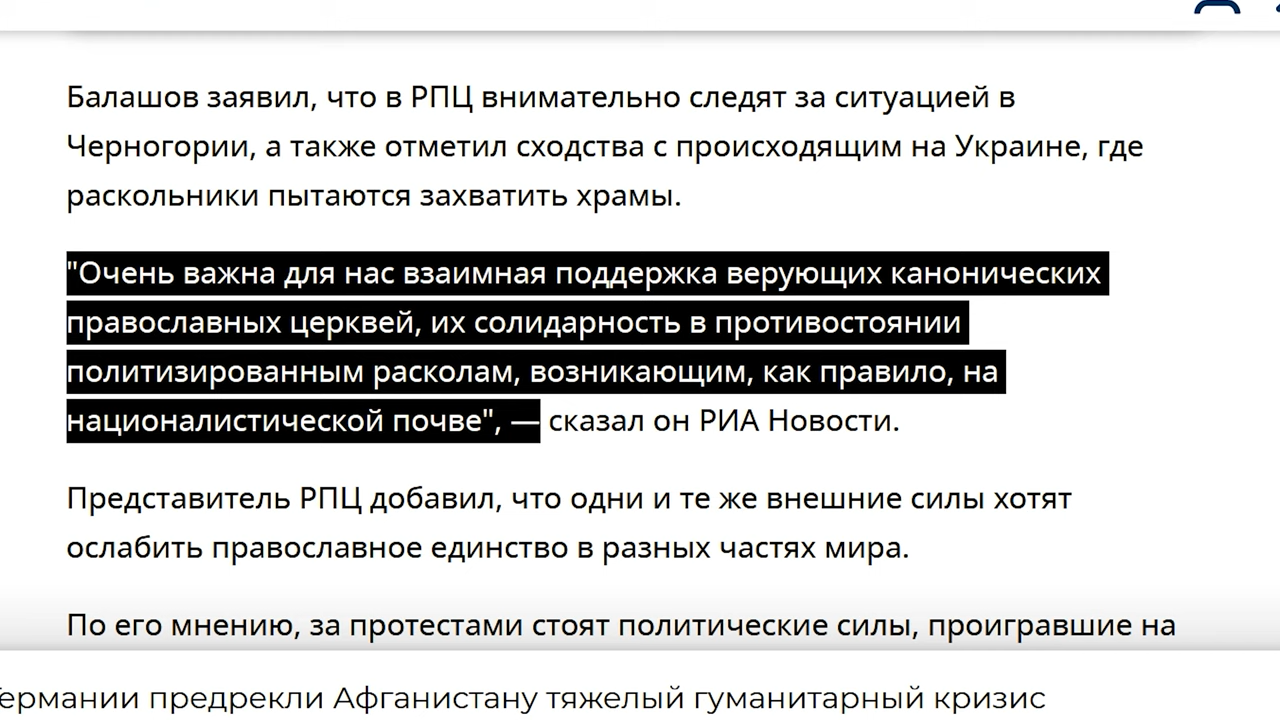 Балашов заявил, что в РПЦ внимательно следят за ситуацией в
Черногории, а также отметил сходства с происходящим на Украине, где
раскольники пытаются захватить храмы.
"Очень важна для нас взаимная поддержка верующих канонических
православных церквей, их солидарность в противостоянии
политизированным расколам, возникающим, как правило, на
националистической почве", — сказал он РИА Новости.
Представитель РПЦ добавил, что одни и те же внешние силы хотят
ослабить православное единство в разных частях мира.
По его мнению, за протестами стоят политические силы, проигравшие на
Германии предрекли Афганистану тяжелый гуманитарный кризис